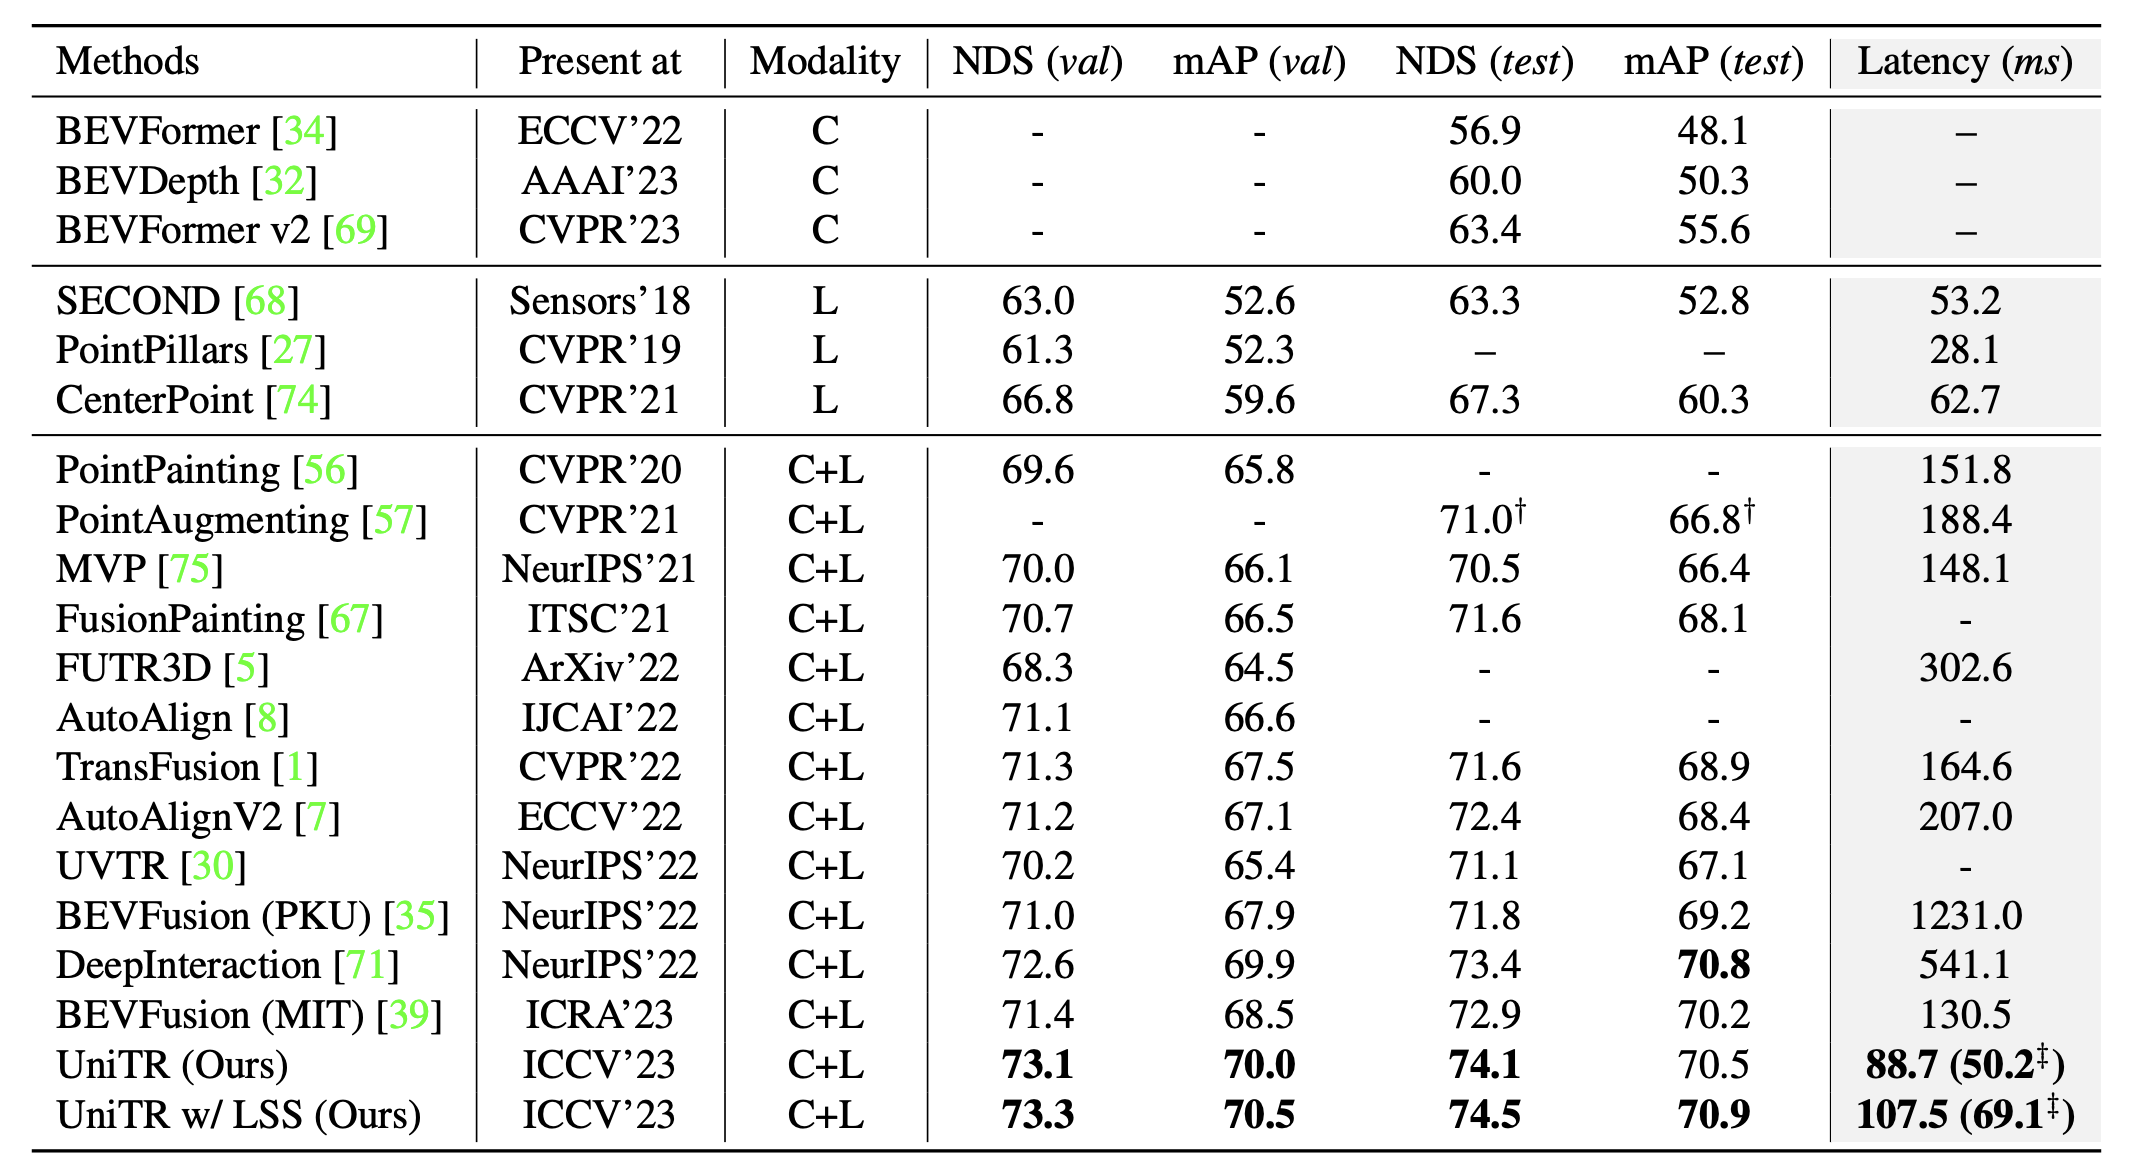 Methods Present at Modality NDS (val) mAP (val) NDS (test) mAP (test) Latency (ms)
BEVFormer [34] ECCV’22 C - - 56.9 48.1 –
BEVDepth [32] AAAI’23 C - - 60.0 50.3 –
BEVFormer v2 [69] CVPR’23 C - - 63.4 55.6 –
SECOND [68] Sensors’18 L 63.0 52.6 63.3 52.8 53.2
PointPillars [27] CVPR’19 L 61.3 52.3 – – 28.1
CenterPoint [74] CVPR’21 L 66.8 59.6 67.3 60.3 62.7
PointPainting [56] CVPR’20 C+L 69.6 65.8 - - 151.8
PointAugmenting [57] CVPR’21 C+L - - 71.0† 66.8† 188.4
MVP [75] NeurIPS’21 C+L 70.0 66.1 70.5 66.4 148.1
FusionPainting [67] ITSC’21 C+L 70.7 66.5 71.6 68.1 -
FUTR3D [5] ArXiv’22 C+L 68.3 64.5 - - 302.6
AutoAlign [8] IJCAI’22 C+L 71.1 66.6 - - -
TransFusion [1] CVPR’22 C+L 71.3 67.5 71.6 68.9 164.6
AutoAlignV2 [7] ECCV’22 C+L 71.2 67.1 72.4 68.4 207.0
UVTR [30] NeurIPS’22 C+L 70.2 65.4 71.1 67.1 -
BEVFusion (PKU) [35] NeurIPS’22 C+L 71.0 67.9 71.8 69.2 1231.0
DeepInteraction [71] NeurIPS’22 C+L 72.6 69.9 73.4 70.8 541.1
BEVFusion (MIT) [39] ICRA’23 C+L 71.4 68.5 72.9 70.2 130.5
UniTR (Ours) ICCV’23 C+L 73.1 70.0 74.1 70.5 88.7 (50.2‡)
UniTR w/ LSS (Ours) ICCV’23 C+L 73.3 70.5 74.5 70.9 107.5 (69.1‡)